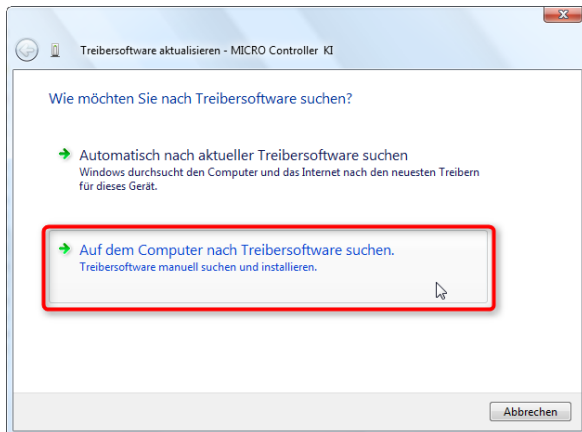 Treibersoftware aktualisieren - MICRO Controller KI
Wie möchten Sie nach Treibersoftware suchen?
Automatisch nach aktueller Treibersoftware suchen
Windows durchsucht den Computer und das Internet nach den neuesten Treibern
für dieses Gerät.
Auf dem Computer nach Treibersoftware suchen.
Treibersoftware manuell suchen und installieren.
Abbrechen